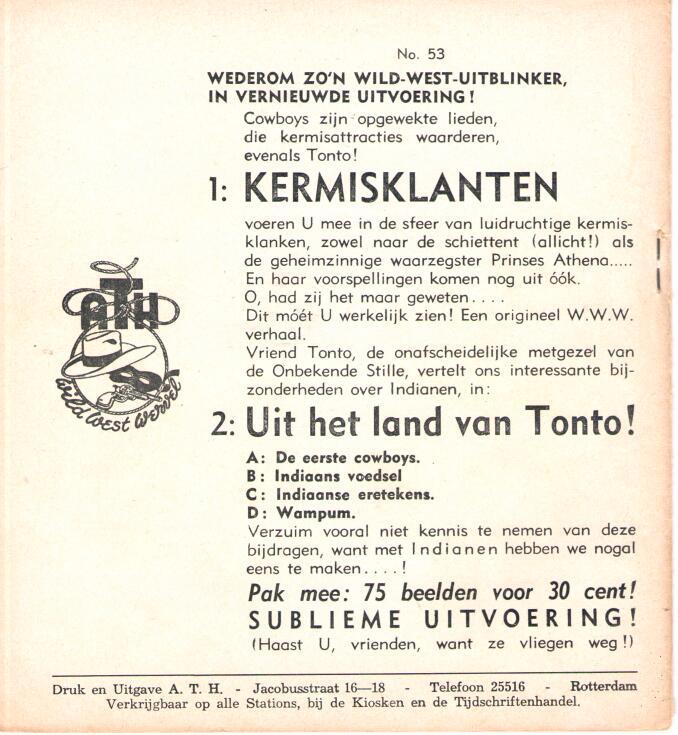 No. 53
WEDEROM ZO'N WILD-WEST-UITBLINKER,
IN VERNIEUWDE UITVOERING!
Cowboys zijn opgewekte lieden,
die kermisattracties waarderen,
evenals Tonto!
1: KERMISKLANTEN
voeren U mee in de sfeer van luidruchtige kermis-
klanken, zowel naar de schiettent (allicht!) als
de geheimzinnige waarzegster Prinses Athena.....
En haar voorspellingen komen nog uit óók.
O, had zij het maar geweten....
Dit móét U werkelijk zien! Een origineel W.W.W.
verhaal.
Vriend Tonto, de onafscheidelijke metgezel van
de Onbekende Stille, vertelt ons interessante bij-
zonderheden over Indianen, in:
2: Uit het land van Tonto!
A: De eerste cowboys.
B: Indiaans voedsel
C: Indiaanse eretekens.
D: Wampum.
Verzuim vooral niet kennis te nemen van deze
bijdragen, want met Indianen hebben we nogal
eens te maken....!
Pak mee: 75 beelden voor 30 cent!
SUBLIEME UITVOERING!
(Haast U, vrienden, want ze vliegen weg!)
ATH
Wild West Wervel
Druk en Uitgave A. T. H. - Jacobusstraat 16—18 - Telefoon 25516 - Rotterdam
Verkrijgbaar op alle Stations, bij de Kiosken en de Tijdschriftenhandel.